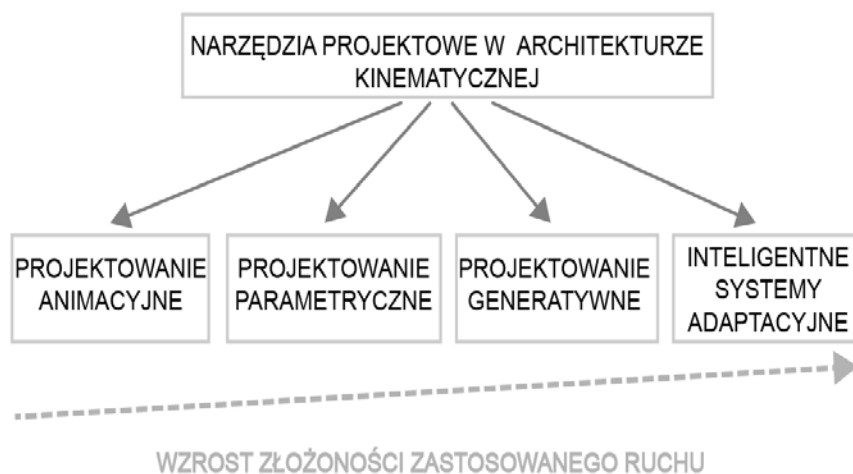 NARZĘDZIA PROJEKTOWE W ARCHITEKTURZE
KINEMATYCZNEJ
PROJEKTOWANIE
ANIMACYJNE
PROJEKTOWANIE
PARAMETRYCZNE
PROJEKTOWANIE
GENERATYWNE
INTELIGENTNE
SYSTEMY
ADAPTACYJNE
WZROST ZŁOŻONOŚCI ZASTOSOWANEGO RUCHU